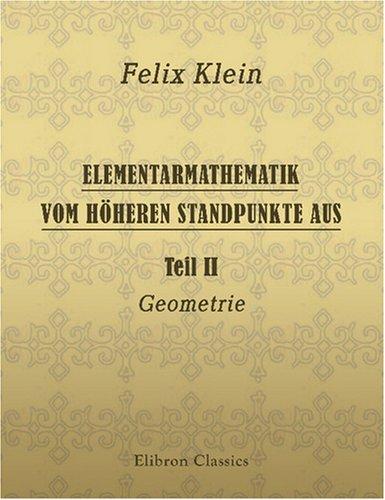 Felix Klein
ELEMENTARMATHEMATIK
VOM HÖHEREN STANDPUNKTE AUS
Teil II
Geometrie
Elibron Classics